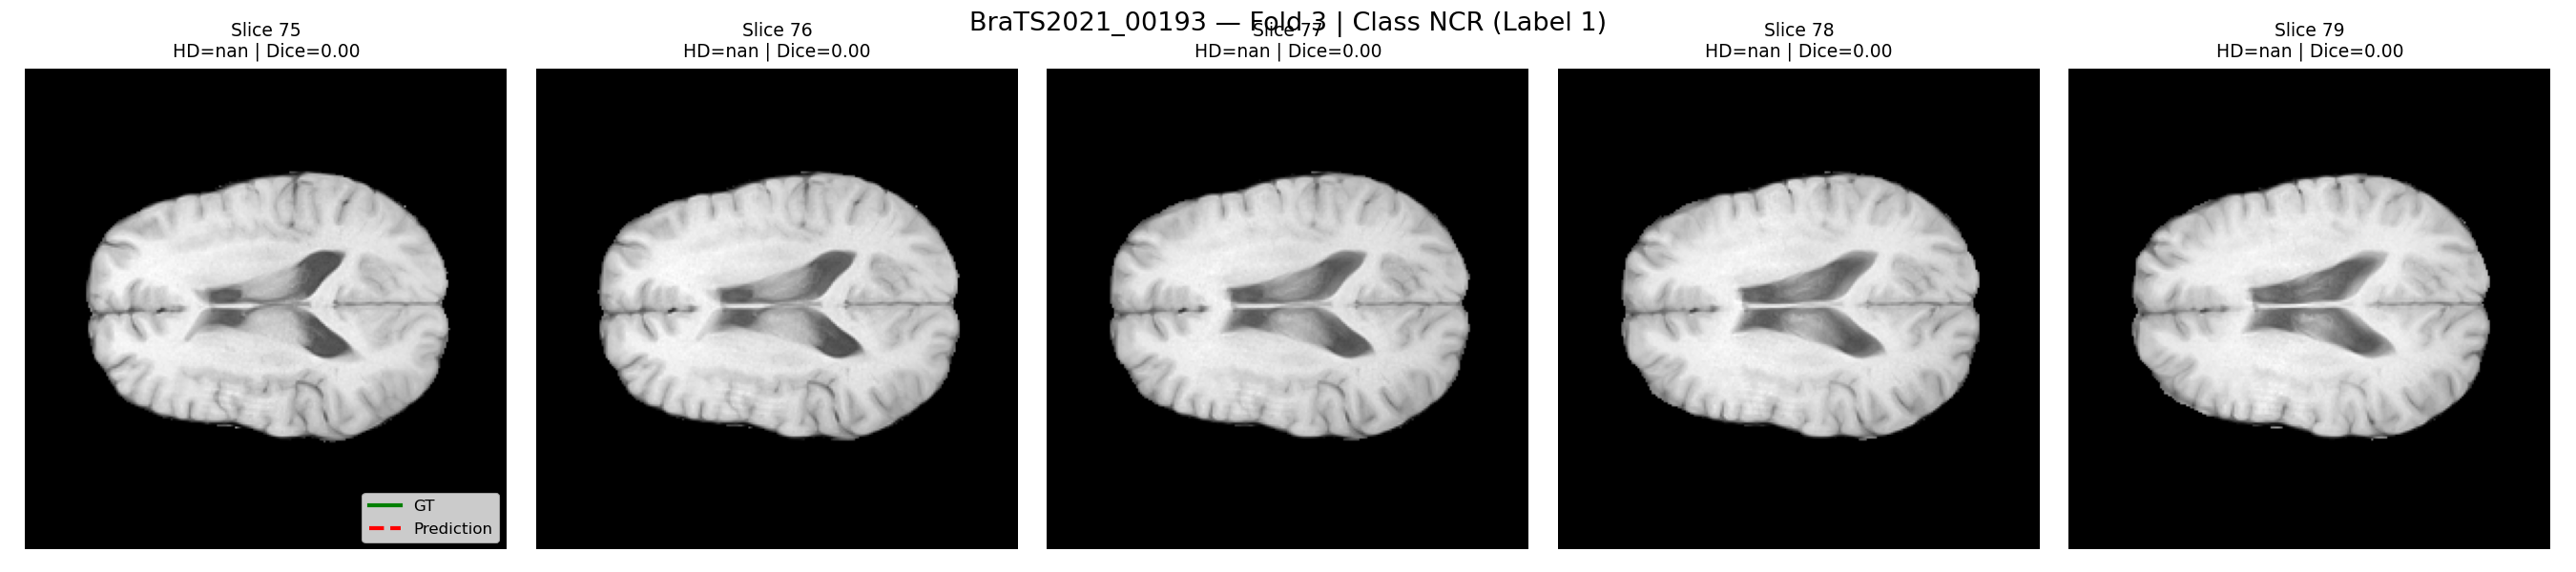 BraTS2021_00193 — Fold 3 | Class NCR (Label 1)
Slice 75
HD=nan | Dice=0.00
Slice 76
HD=nan | Dice=0.00
Slice 77
HD=nan | Dice=0.00
Slice 78
HD=nan | Dice=0.00
Slice 79
HD=nan | Dice=0.00
GT
Prediction